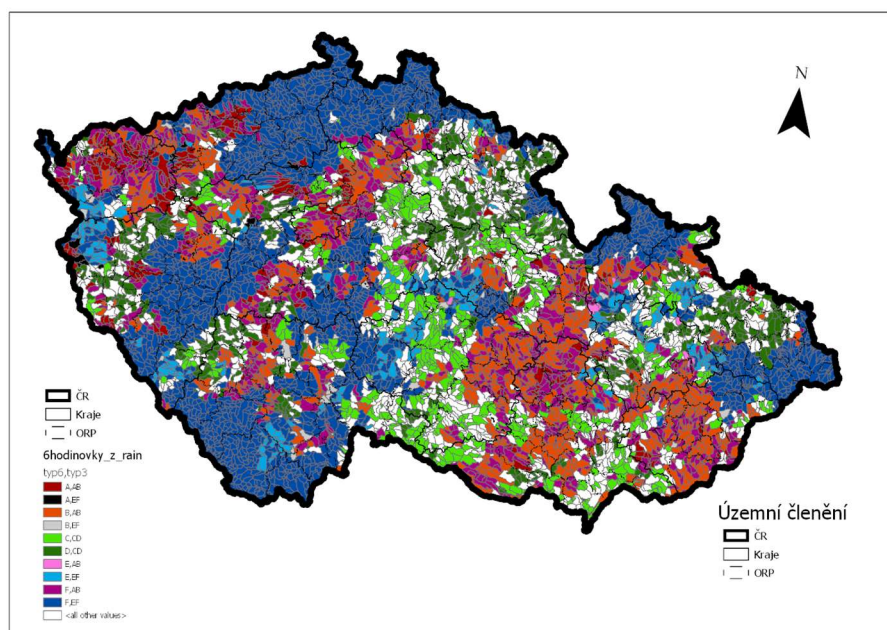 N
ČR
Kraje
ORP
6hodinovky_z_rain
typ6,typ3
A,AB
A,EF
B,AB
B,EF
C,CD
D,CD
E,AB
E,EF
F,AB
F,EF
<all other values>
Územní členění
ČR
Kraje
ORP